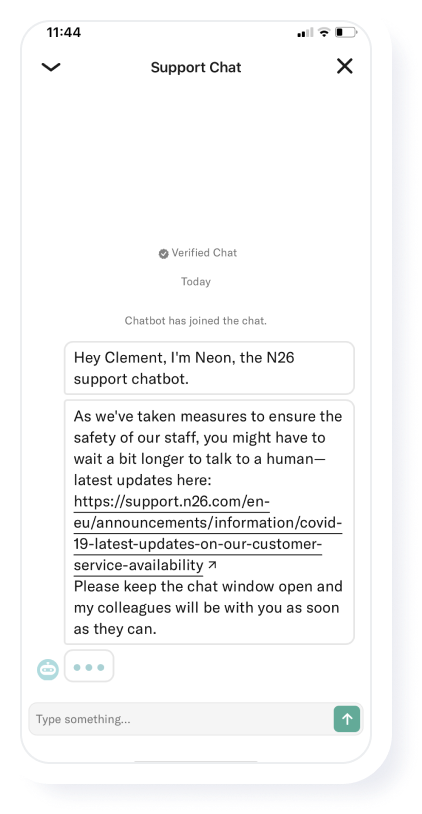 11:44
Support Chat
Verified Chat
Today
Chatbot has joined the chat.
Hey Clement, I'm Neon, the N26
support chatbot.
As we've taken measures to ensure the
safety of our staff, you might have to
wait a bit longer to talk to a human—
latest updates here:
https://support.n26.com/en-
eu/announcements/information/covid-
19-latest-updates-on-our-customer-
service-availability ↗
Please keep the chat window open and
my colleagues will be with you as soon
as they can.
Type something...